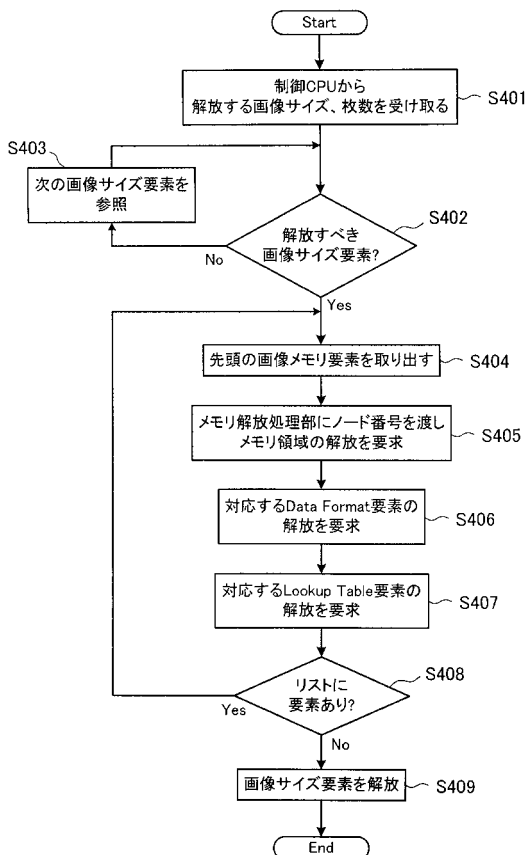 Start
制御CPUから
解放する画像サイズ、枚数を受け取る
S401
S403
次の画像サイズ要素を
参照
S402
解放すべき
画像サイズ要素?
No
Yes
先頭の画像メモリ要素を取り出す
S404
メモリ解放処理部にノード番号を渡し
メモリ領域の解放を要求
S405
対応するData Format要素の
解放を要求
S406
対応するLookup Table要素の
解放を要求
S407
S408
リストに
要素あり?
Yes
No
画像サイズ要素を解放
S409
End